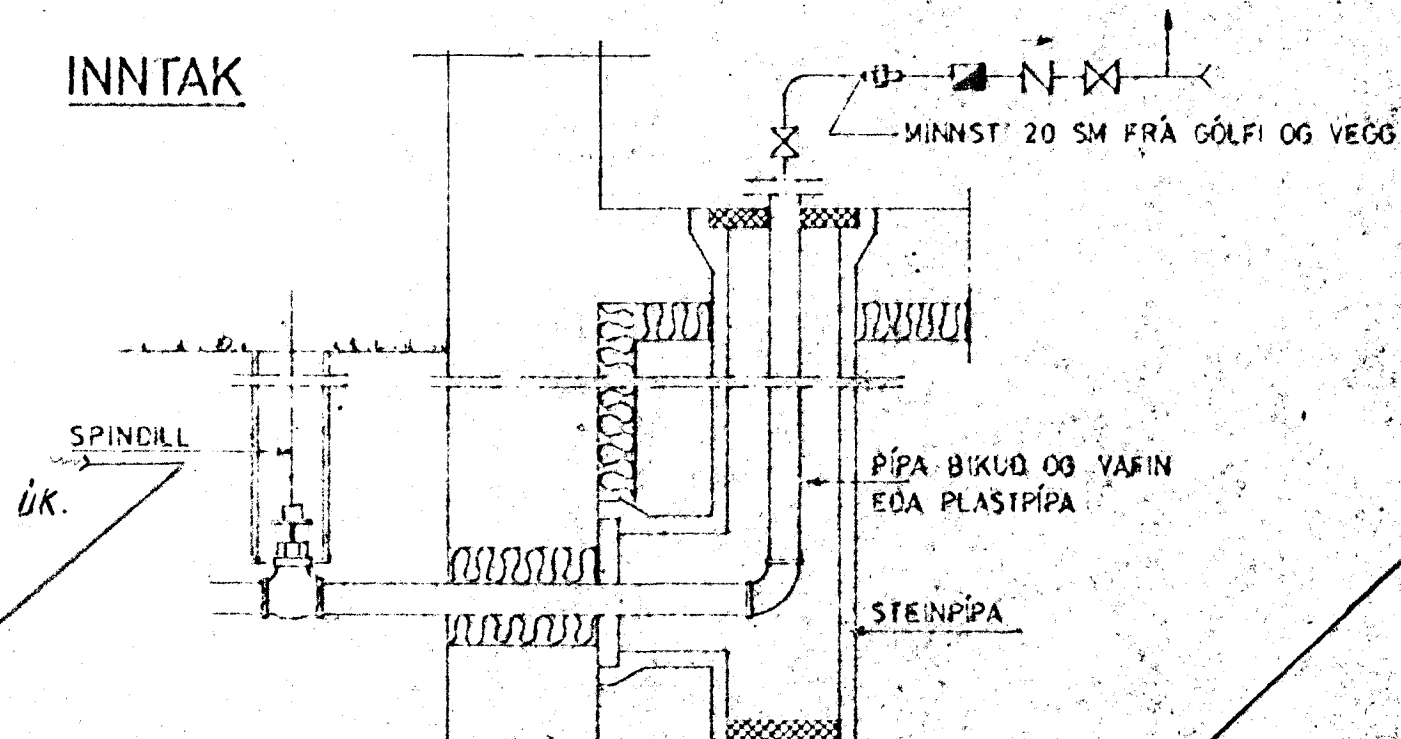 INNTAK
MINNST 20 SM FRÁ GÓLFI OG VEGG
SPINDILL
ÚK.
PÍPA BIKUÐ OG VAFIN
EÐA PLASTPÍPA
STEINPÍPA